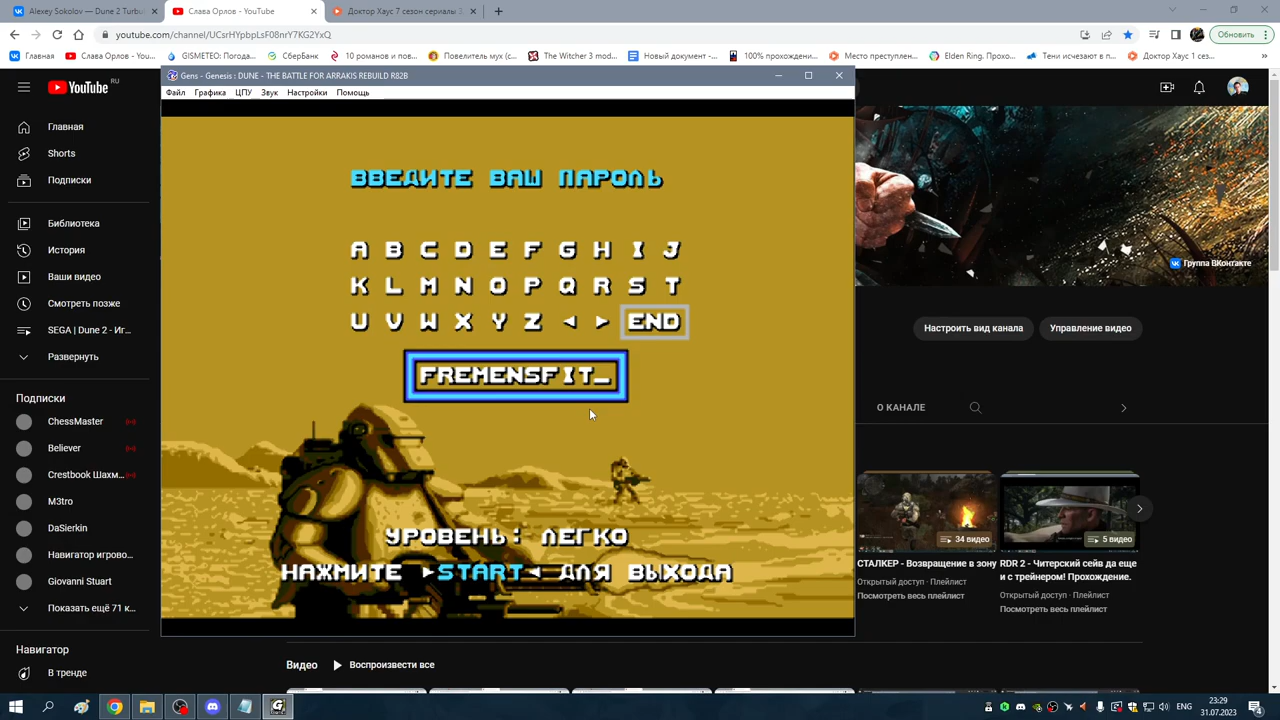 Alexey Sokolov – Dune 2 Turbu
Слава Орлов - YouTube
Доктор Хаус 7 сезон сериалы З
youtube.com/channel/UCsrHYpbpLsF08nrY7KG2YxQ
Обновить
Главная
Слава Орлов - You...
GISMETEO: Погода...
СберБанк
10 романов и пове...
Повелитель мух (с...
The Witcher 3 mod...
Новый документ –...
100% прохождени...
Место преступлен...
Elden Ring. Прохо...
Тени исчезают в п...
Доктор Хаус 1 сез...
»
YouTube
RU
Главная
Shorts
Подписки
Библиотека
История
Ваши видео
Смотреть позже
SEGA | Dune 2 - Иг...
Развернуть
Подписки
ChessMaster
Believer
Crestbook Шахм...
M3tro
DaSierkin
Навигатор игрово...
Giovanni Stuart
Показать ещё 71 к...
Навигатор
В тренде
Gens - Genesis : DUNE - THE BATTLE FOR ARRAKIS REBUILD R82B
Файл Графика ЦПУ Звук Настройки Помощь
ВВЕДИТЕ ВАШ ПАРОЛЬ
A B C D E F G H I J
K L M N O P Q R S T
U V W X Y Z ◄ ► END
FREMENSFIT_
УРОВЕНЬ: ЛЕГКО
НАЖМИТЕ ►START◄ ДЛЯ ВЫХОДА
Группа ВКонтакте
Настроить вид канала
Управление видео
О КАНАЛЕ
34 видео
5 видео
СТАЛКЕР - Возвращение в зону
Открытый доступ · Плейлист
Посмотреть весь плейлист
RDR 2 - Читерский сейв да еще
и с трейнером! Прохождение.
Открытый доступ · Плейлист
Посмотреть весь плейлист
Видео
Воспроизвести все
ENG
23:29
31.07.2023